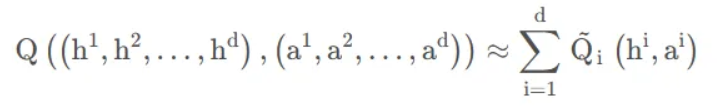 Q ((h¹, h², …, hᵈ), (a¹, a², …, aᵈ)) ≈ ∑ᵢ₌₁ᵈ Q̃ᵢ (hⁱ, aⁱ)